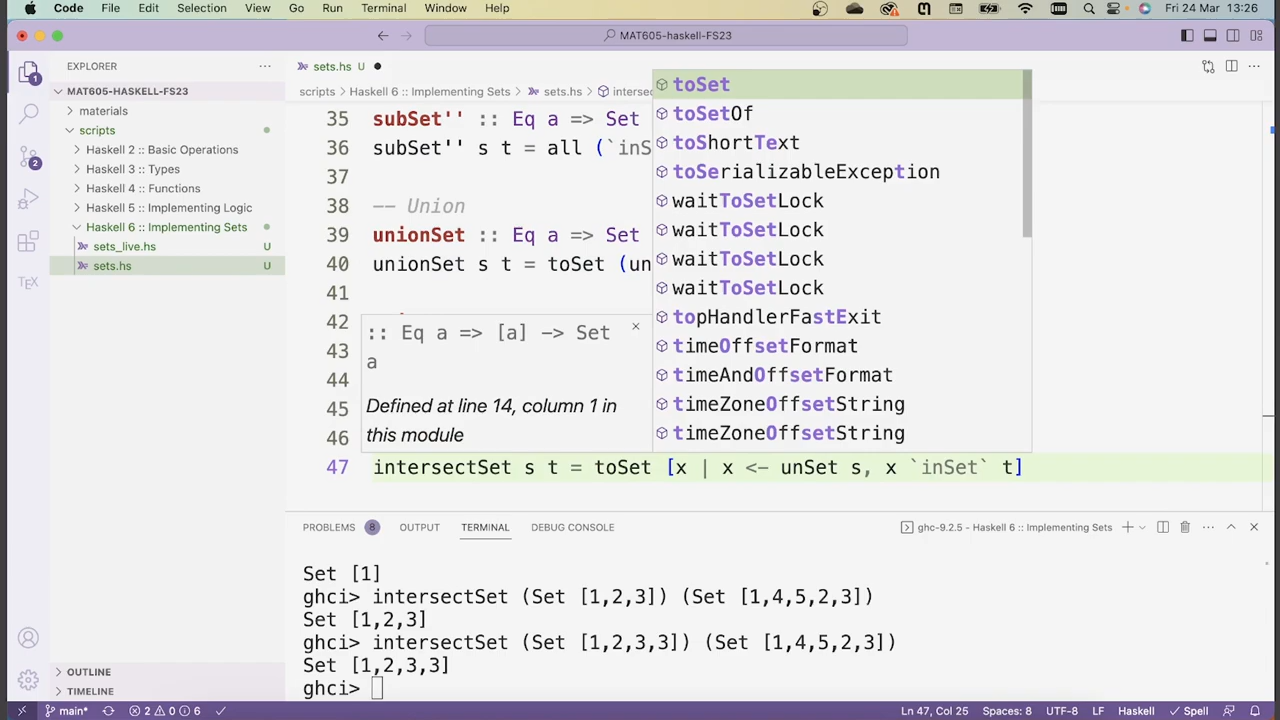 Code File Edit Selection View Go Run Terminal Window Help Fri 24 Mar 13:26
MAT605-haskell-FS23
EXPLORER
sets.hs U
MAT605-HASKELL-FS23
materials
scripts
Haskell 2 :: Basic Operations
Haskell 3 :: Types
Haskell 4 :: Functions
Haskell 5 :: Implementing Logic
Haskell 6 :: Implementing Sets
sets_live.hs U
sets.hs U
OUTLINE
TIMELINE
1
2
TEX
scripts > Haskell 6 :: Implementing Sets > sets.hs >
35 subSet'' :: Eq a => Set
36 subSet'' s t = all (`inS
37
38 -- Union
39 unionSet :: Eq a => Set
40 unionSet s t = toSet (un
41
42
43
44
45
46
47 intersectSet s t = toSet [x | x <- unSet s, x `inSet` t]
:: Eq a => [a] -> Set
a
Defined at line 14, column 1 in
this module
toSet
toSetOf
toShortText
toSerializableException
waitToSetLock
waitToSetLock
waitToSetLock
waitToSetLock
topHandlerFastExit
timeOffsetFormat
timeAndOffsetFormat
timeZoneOffsetString
timeZoneOffsetString
PROBLEMS 8 OUTPUT TERMINAL DEBUG CONSOLE ghc-9.2.5 - Haskell 6 :: Implementing Sets
Set [1]
ghci> intersectSet (Set [1,2,3]) (Set [1,4,5,2,3])
Set [1,2,3]
ghci> intersectSet (Set [1,2,3,3]) (Set [1,4,5,2,3])
Set [1,2,3,3]
ghci>
main* 2 0 6 Ln 47, Col 25 Spaces: 8 UTF-8 LF Haskell Spell